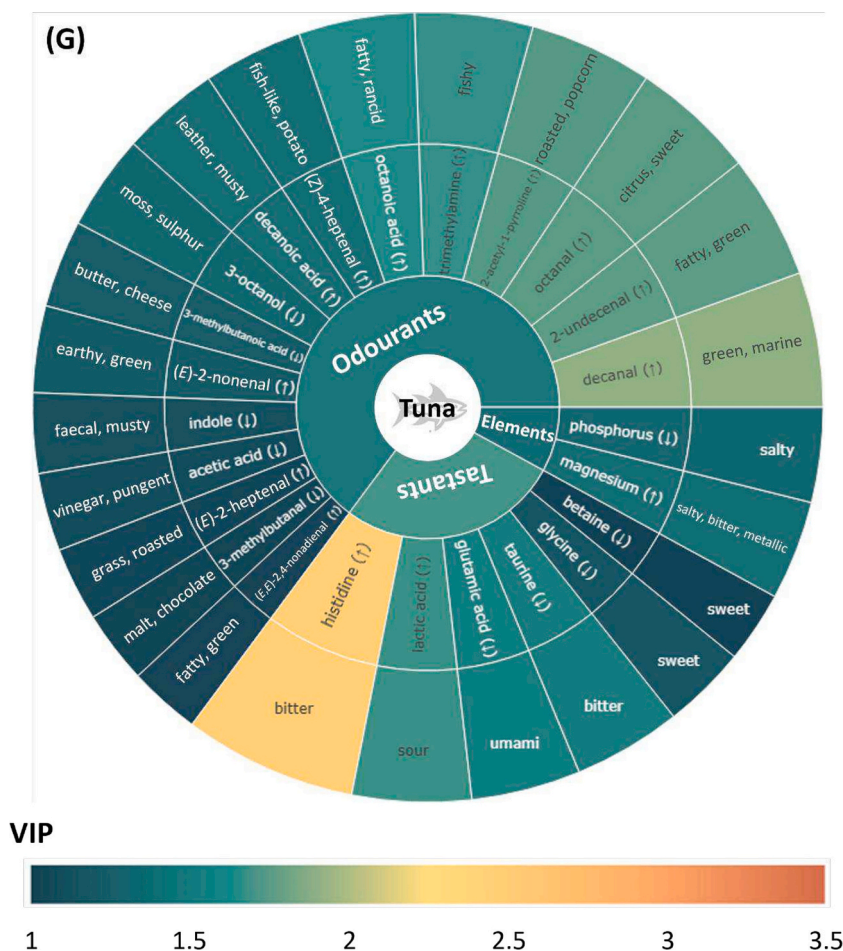 (G)
Tuna
Odourants
Elements
Tastants
decanal (↑)
green, marine
2-undecenal (↑)
fatty, green
octanal (↑)
citrus, sweet
2-acetyl-1-pyrroline (↑)
roasted, popcorn
trimethylamine (↑)
fishy
octanoic acid (↑)
fatty, rancid
(Z)-4-heptenal (↑)
fish-like, potato
decanoic acid (↑)
leather, musty
3-octanol (↓)
moss, sulphur
3-methylbutanoic acid (↓)
butter, cheese
(E)-2-nonenal (↑)
earthy, green
indole (↓)
faecal, musty
acetic acid (↓)
vinegar, pungent
(E)-2-heptenal (↑)
grass, roasted
3-methylbutanal (↓)
malt, chocolate
(E,E)-2,4-nonadienal (↑)
fatty, green
histidine (↑)
bitter
lactic acid (↑)
sour
glutamic acid (↓)
umami
taurine (↓)
bitter
glycine (↓)
sweet
betaine (↓)
sweet
magnesium (↑)
salty, bitter, metallic
phosphorus (↓)
salty
VIP
1 1.5 2 2.5 3 3.5